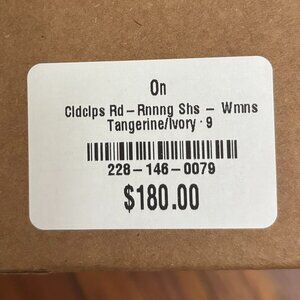 On
Cldclps Rd – Rnnng Shs – Wmns
Tangerine/Ivory · 9
228–146–0079
$180.00